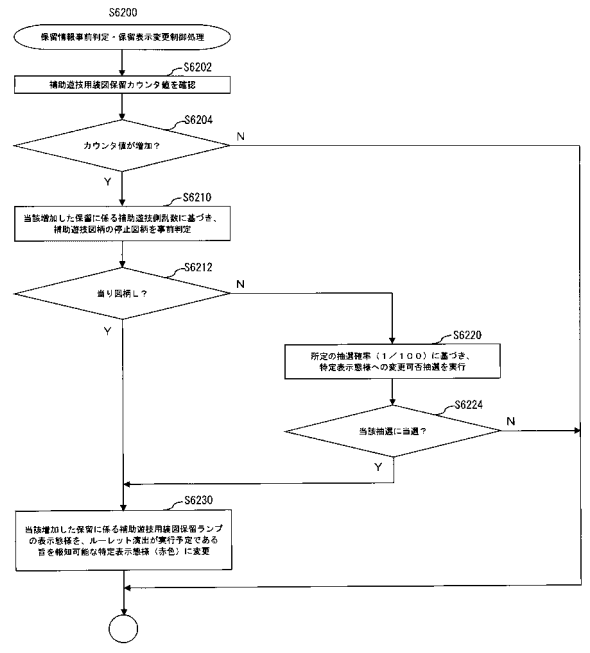 S6200
保留情報事前判定・保留表示変更制御処理
S6202
補助遊技用装図保留カウンタ値を確認
S6204
カウンタ値が増加？
N
Y
S6210
当該増加した保留に係る補助遊技側乱数に基づき、
補助遊技図柄の停止図柄を事前判定
S6212
当り図柄L？
N
Y
S6220
所定の抽選確率（1／100）に基づき、
特定表示態様への変更可否抽選を実行
S6224
当該抽選に当選？
N
Y
S6230
当該増加した保留に係る補助遊技用装図保留ランプ
の表示態様を、ルーレット演出が実行予定である
旨を報知可能な特定表示態様（赤色）に変更